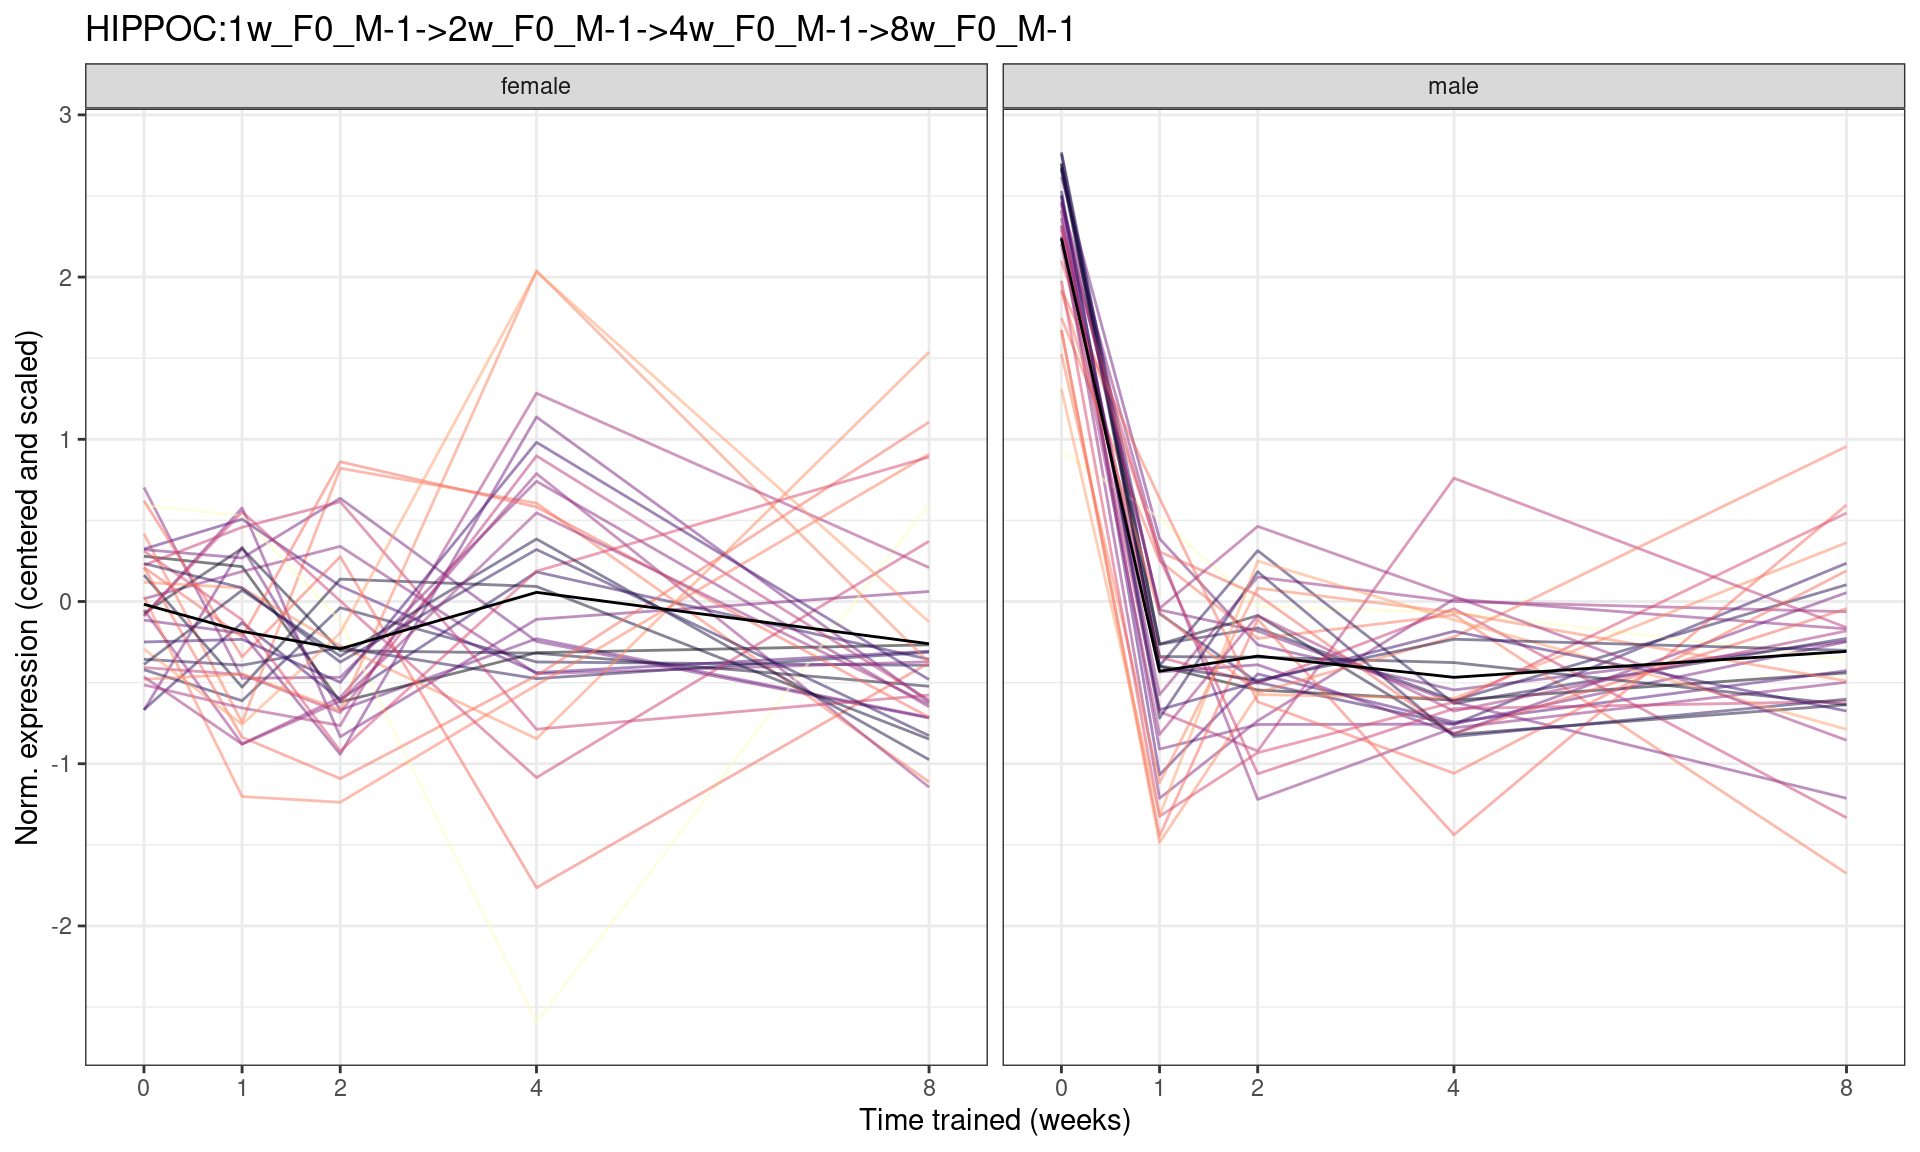 HIPPOC:1w_F0_M-1->2w_F0_M-1->4w_F0_M-1->8w_F0_M-1
female
male
Norm. expression (centered and scaled)
3
2
1
0
-1
-2
0 1 2 4 8
0 1 2 4 8
Time trained (weeks)